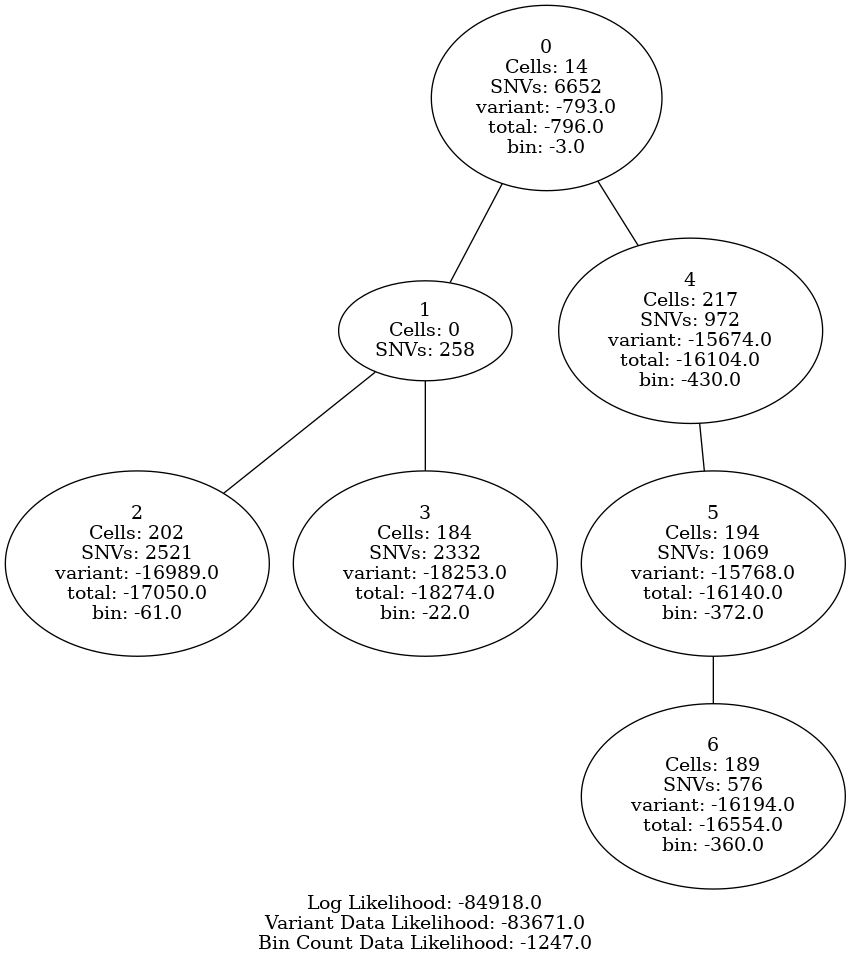 0
Cells: 14
SNVs: 6652
variant: -793.0
total: -796.0
bin: -3.0
1
Cells: 0
SNVs: 258
4
Cells: 217
SNVs: 972
variant: -15674.0
total: -16104.0
bin: -430.0
2
Cells: 202
SNVs: 2521
variant: -16989.0
total: -17050.0
bin: -61.0
3
Cells: 184
SNVs: 2332
variant: -18253.0
total: -18274.0
bin: -22.0
5
Cells: 194
SNVs: 1069
variant: -15768.0
total: -16140.0
bin: -372.0
6
Cells: 189
SNVs: 576
variant: -16194.0
total: -16554.0
bin: -360.0
Log Likelihood: -84918.0
Variant Data Likelihood: -83671.0
Bin Count Data Likelihood: -1247.0